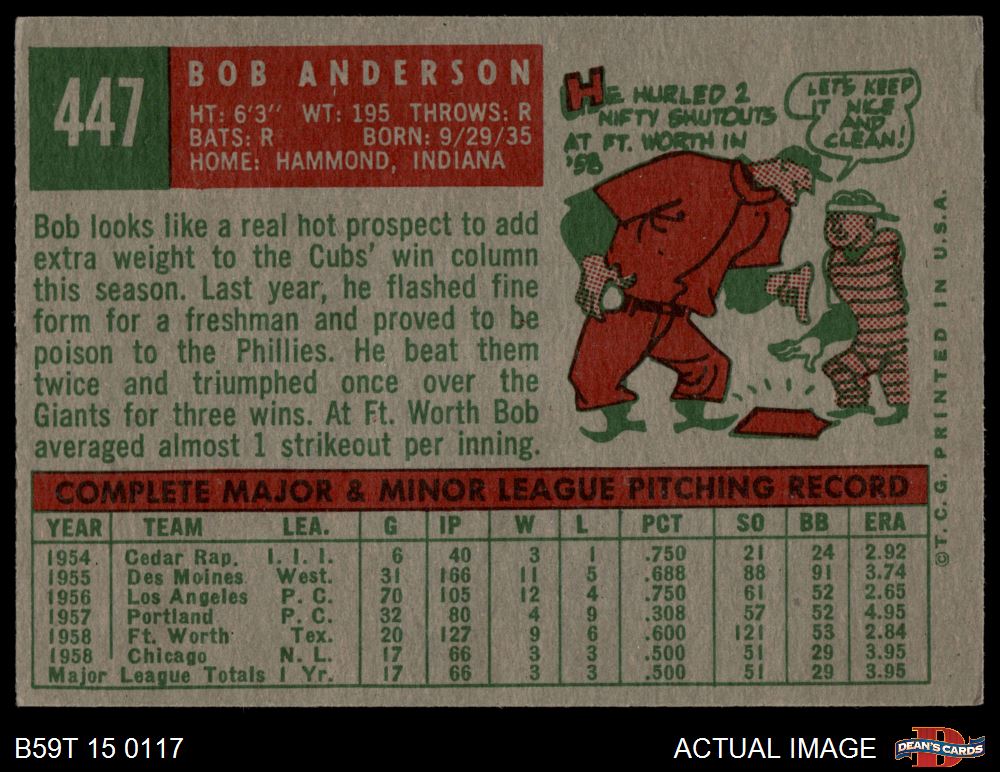 447
BOB ANDERSON
HT: 6'3" WT: 195 THROWS: R
BATS: R BORN: 9/29/35
HOME: HAMMOND, INDIANA
HE HURLED 2
NIFTY SHUTOUTS
AT FT. WORTH IN
'58
LET'S KEEP
IT NICE
AND
CLEAN!
Bob looks like a real hot prospect to add
extra weight to the Cubs' win column
this season. Last year, he flashed fine
form for a freshman and proved to be
poison to the Phillies. He beat them
twice and triumphed once over the
Giants for three wins. At Ft. Worth Bob
averaged almost 1 strikeout per inning.
COMPLETE MAJOR & MINOR LEAGUE PITCHING RECORD
YEAR TEAM LEA. G IP W L PCT SO BB ERA
1954 Cedar Rap. I. I. I. 6 40 3 1 .750 21 24 2.92
1955 Des Moines West. 31 166 11 5 .688 88 91 3.74
1956 Los Angeles P. C. 70 105 12 4 .750 61 52 2.65
1957 Portland P. C. 32 80 4 9 .308 57 52 4.95
1958 Ft. Worth Tex. 20 127 9 6 .600 121 53 2.84
1958 Chicago N. L. 17 66 3 3 .500 51 29 3.95
Major League Totals 1 Yr. 17 66 3 3 .500 51 29 3.95
© T. C. G. PRINTED IN U.S.A.
B59T 15 0117
ACTUAL IMAGE
D
DEAN'S CARDS